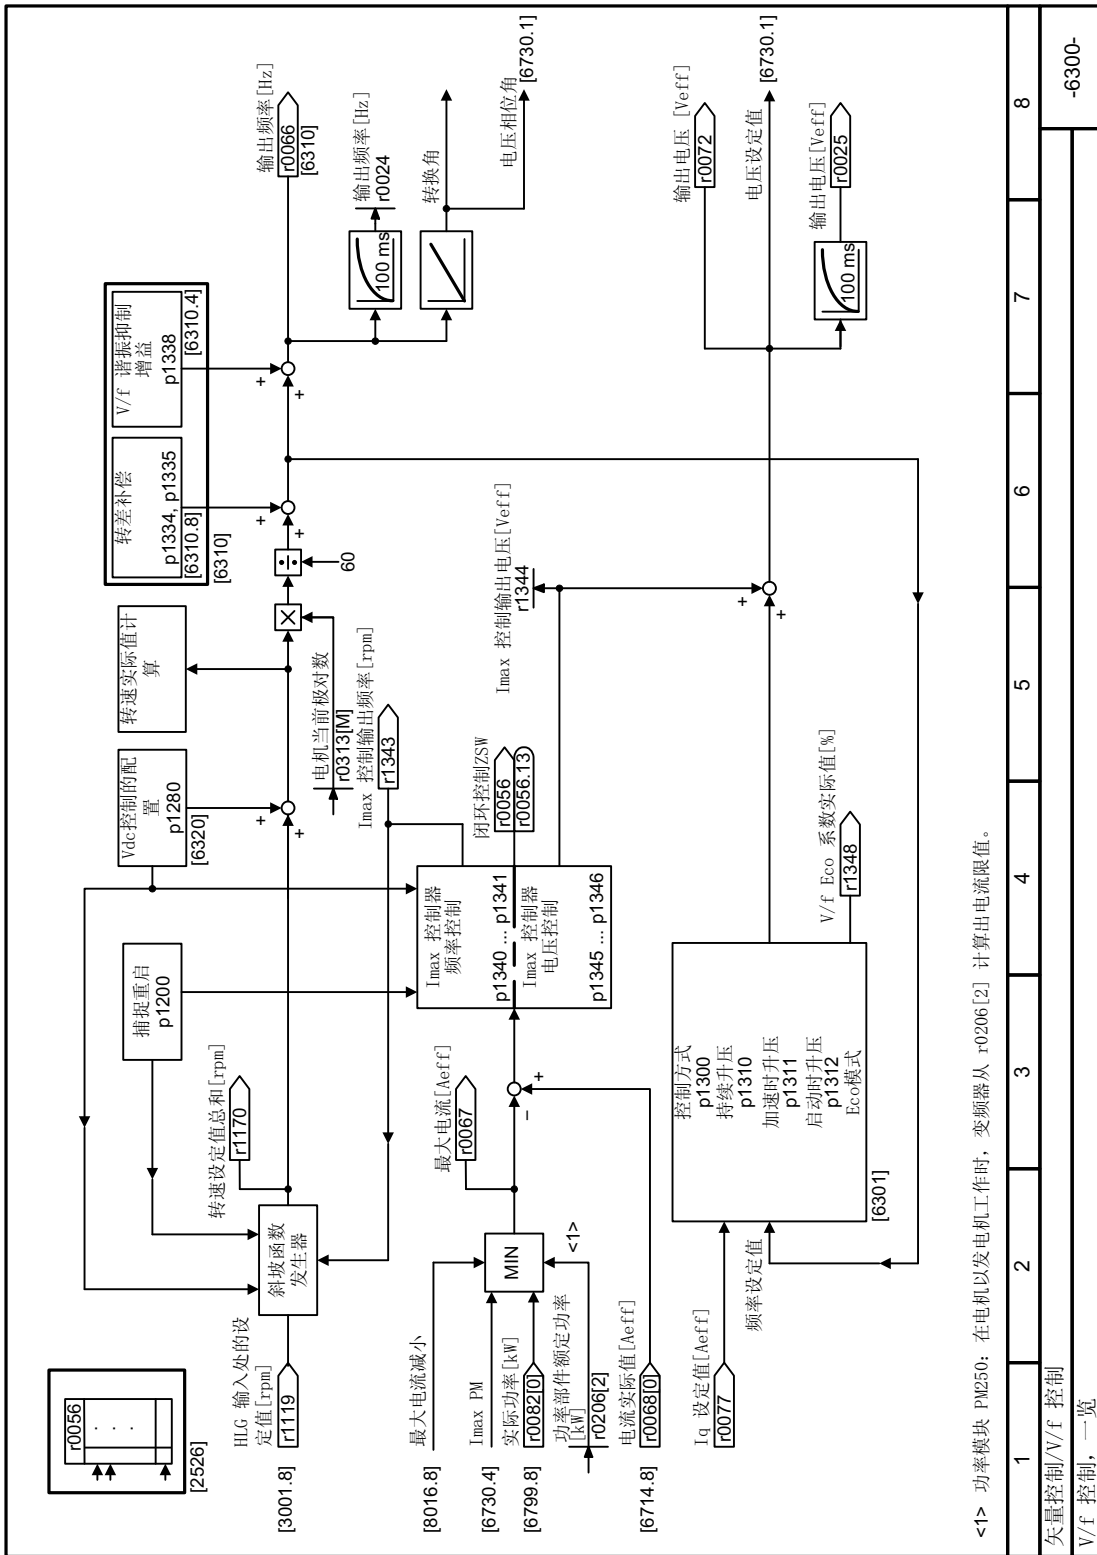 r0056
[2526]
HLG 输入处的设
定值[rpm]
r1119
[3001.8]
斜坡函数
发生器
转速设定值总和[rpm]
r1170
捕捉重启
p1200
Vdc控制的配
置
p1280
[6320]
转速实际值计
算
转差补偿
p1334, p1335
[6310.8]
[6310]
V/f 谐振抑制
增益
p1338
[6310.4]
输出频率[Hz]
r0066
[6310]
+
+
+
+
+
+
60
电机当前极对数
r0313[M]
Imax 控制输出频率[rpm]
r1343
100 ms
输出频率[Hz]
r0024
转换角
电压相位角
[6730.1]
最大电流减小
[8016.8]
Imax PM
[6730.4]
实际功率[kW]
r0082[0]
[6799.8]
功率部件额定功率
[kW]
r0206[2]
<1>
电流实际值[Aeff]
r0068[0]
[6714.8]
MIN
最大电流[Aeff]
r0067
−
+
Imax 控制器
频率控制
p1340 ... p1341
Imax 控制器
电压控制
p1345 ... p1346
闭环控制ZSW
r0056
r0056.13
Imax 控制输出电压[Veff]
r1344
+
+
输出电压 [Veff]
r0072
电压设定值
[6730.1]
100 ms
输出电压[Veff]
r0025
Iq 设定值[Aeff]
r0077
频率设定值
控制方式
p1300
持续升压
p1310
加速时升压
p1311
启动时升压
p1312
Eco模式
[6301]
V/f Eco 系数实际值[%]
r1348
<1> 功率模块 PM250：在电机以发电机工作时，变频器从 r0206[2] 计算出电流限值。
1
2
3
4
5
6
7
8
矢量控制/V/f 控制
V/f 控制，一览
-6300-